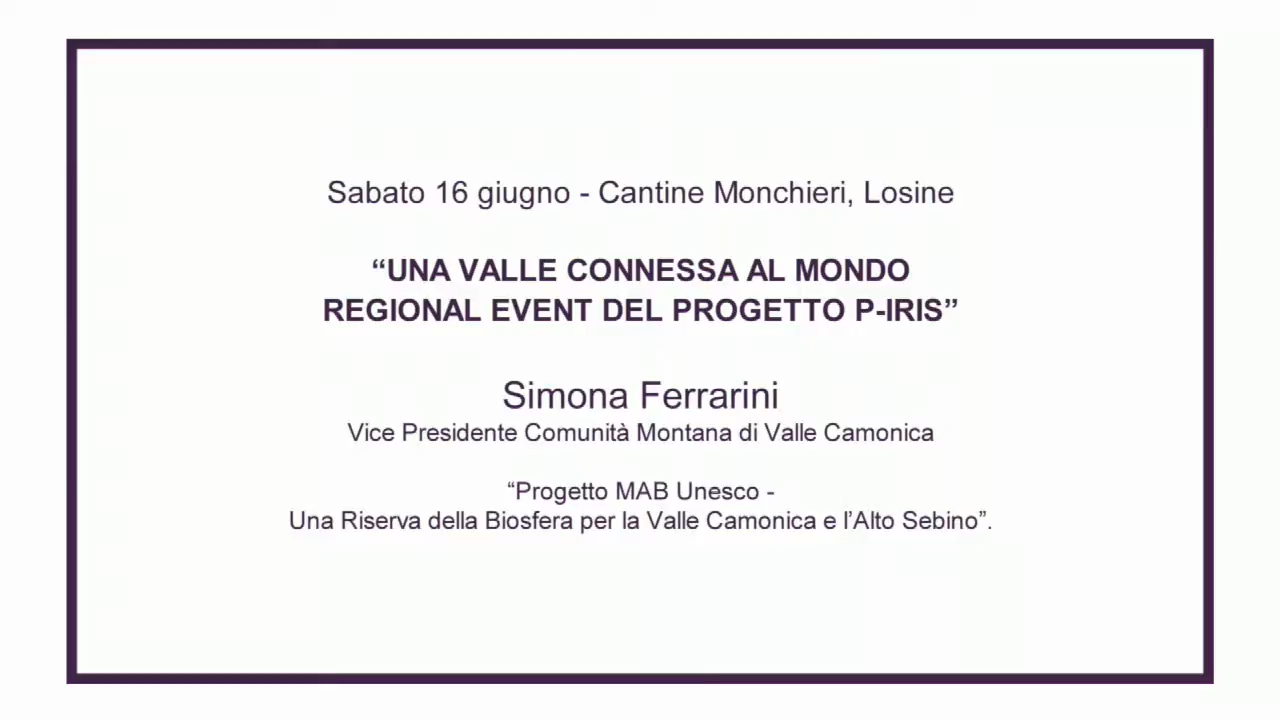 Sabato 16 giugno - Cantine Monchieri, Losine
“UNA VALLE CONNESSA AL MONDO
REGIONAL EVENT DEL PROGETTO P-IRIS”
Simona Ferrarini
Vice Presidente Comunità Montana di Valle Camonica
“Progetto MAB Unesco -
Una Riserva della Biosfera per la Valle Camonica e l’Alto Sebino”.